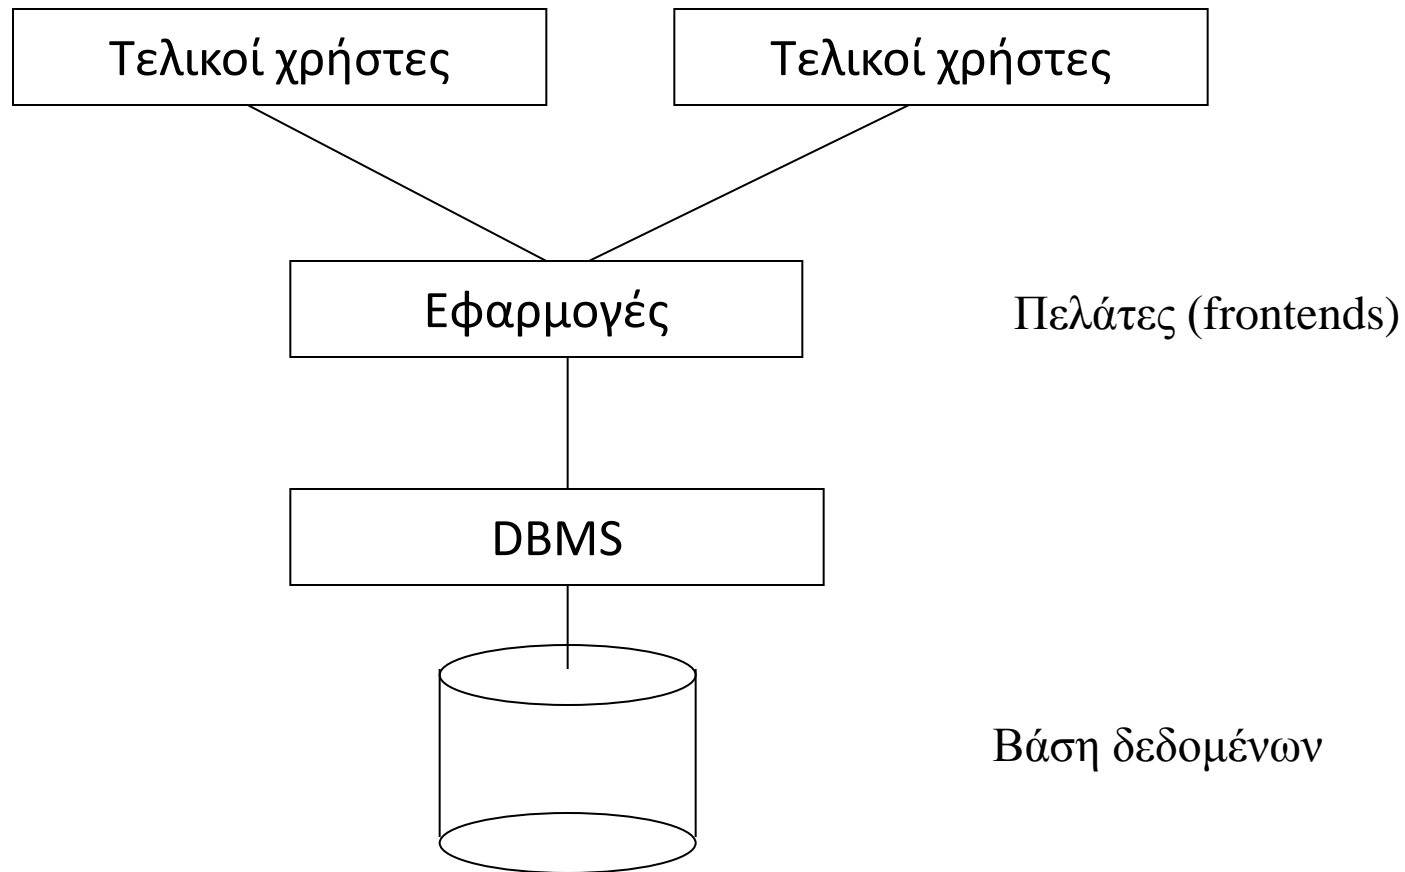 Τελικοί χρήστες
Τελικοί χρήστες
Εφαρμογές
Πελάτες (frontends)
DBMS
Βάση δεδομένων